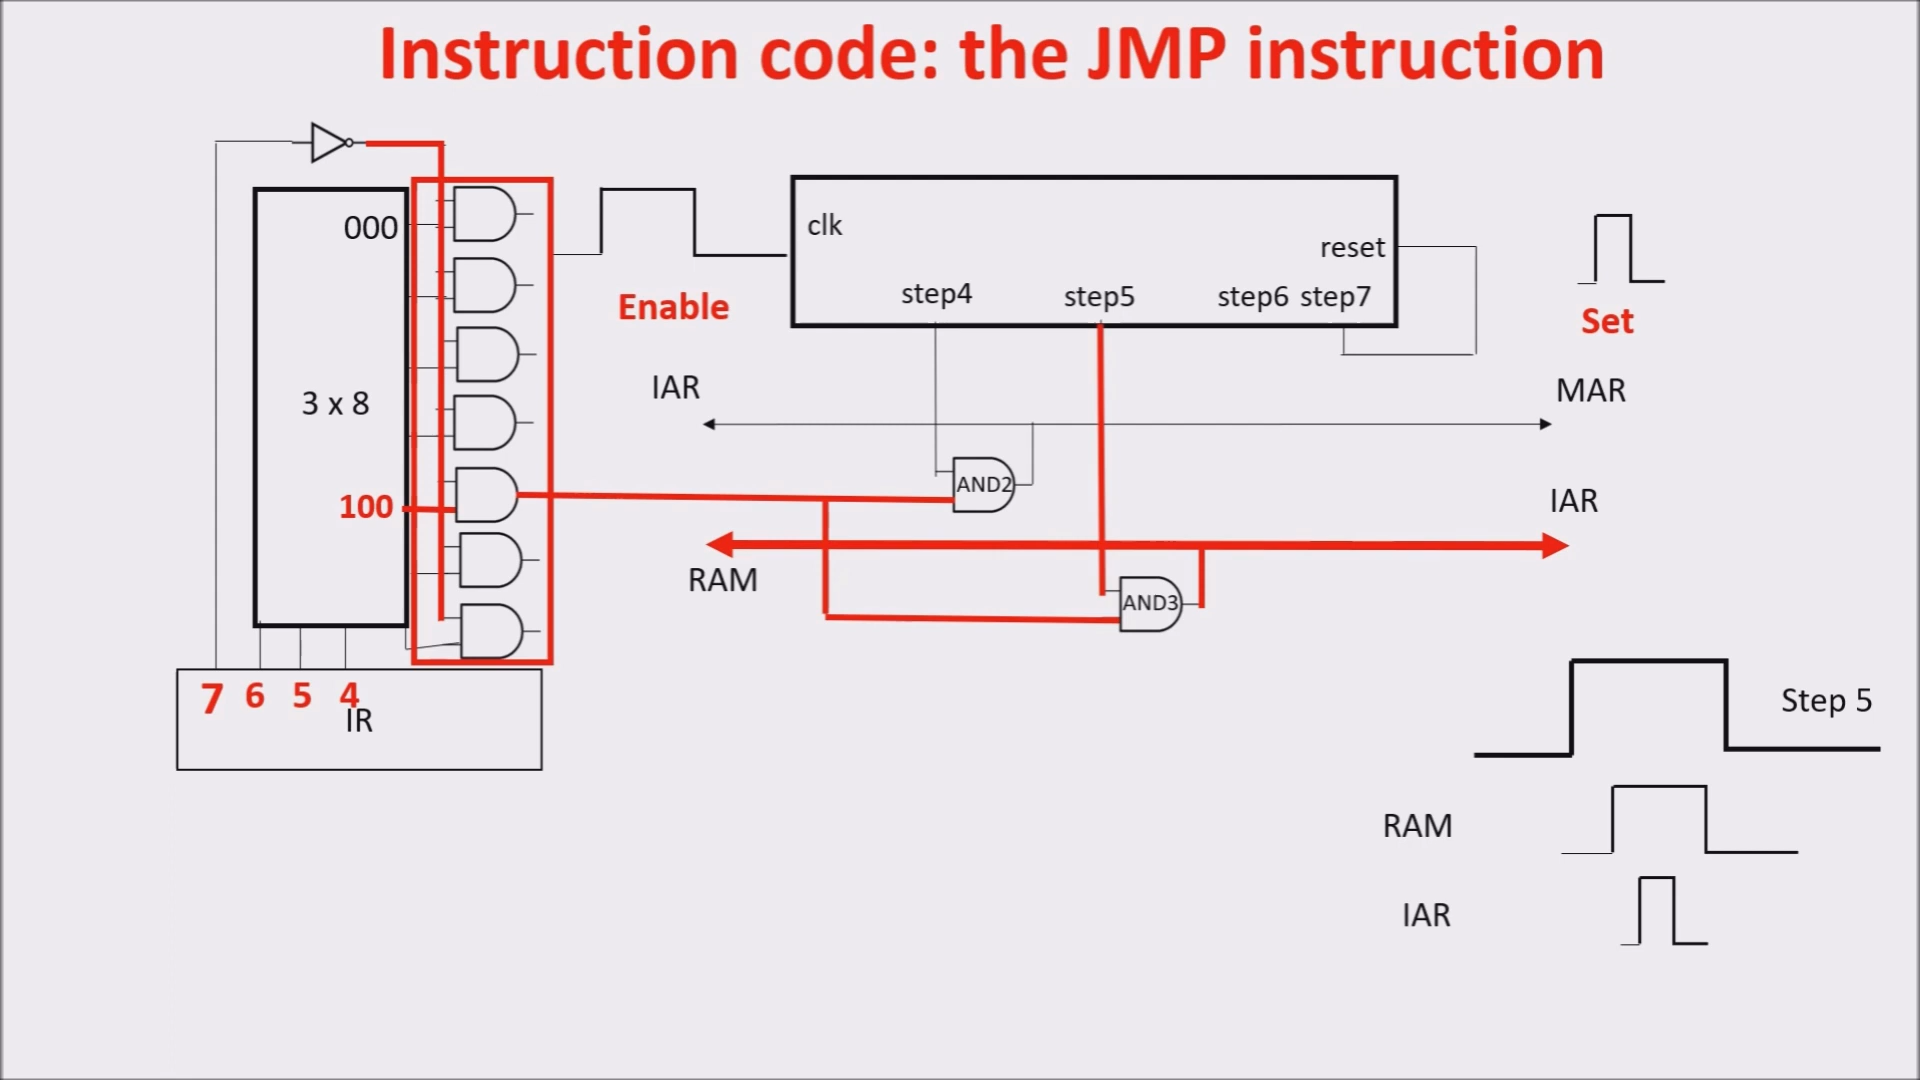 Instruction code: the JMP instruction
000
3 x 8
100
7 6 5 4
IR
Enable
clk
reset
step4 step5 step6 step7
Set
IAR
MAR
AND2
IAR
RAM
AND3
Step 5
RAM
IAR